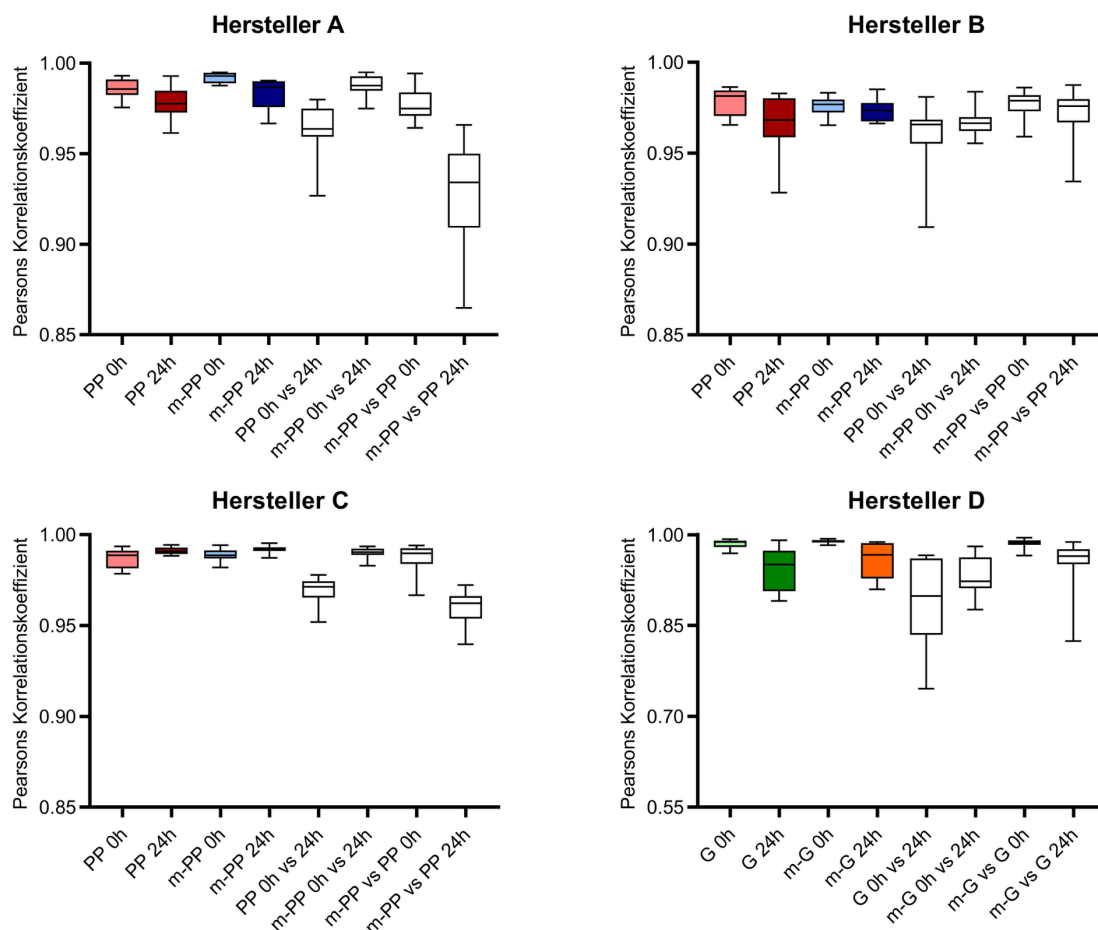 Hersteller A
Pearsons Korrelationskoeffizient
1.00
0.95
0.90
0.85
PP 0h
PP 24h
m-PP 0h
m-PP 24h
PP 0h vs 24h
m-PP 0h vs 24h
m-PP vs PP 0h
m-PP vs PP 24h
Hersteller B
Pearsons Korrelationskoeffizient
1.00
0.95
0.90
0.85
PP 0h
PP 24h
m-PP 0h
m-PP 24h
PP 0h vs 24h
m-PP 0h vs 24h
m-PP vs PP 0h
m-PP vs PP 24h
Hersteller C
Pearsons Korrelationskoeffizient
1.00
0.95
0.90
0.85
PP 0h
PP 24h
m-PP 0h
m-PP 24h
PP 0h vs 24h
m-PP 0h vs 24h
m-PP vs PP 0h
m-PP vs PP 24h
Hersteller D
Pearsons Korrelationskoeffizient
1.00
0.85
0.70
0.55
G 0h
G 24h
m-G 0h
m-G 24h
G 0h vs 24h
m-G 0h vs 24h
m-G vs G 0h
m-G vs G 24h